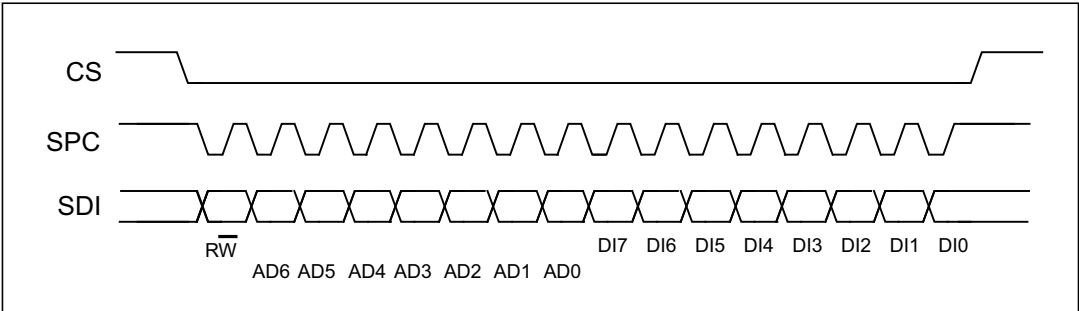 CS
SPC
SDI
RW
DI7 DI6 DI5 DI4 DI3 DI2 DI1 DI0
AD6 AD5 AD4 AD3 AD2 AD1 AD0